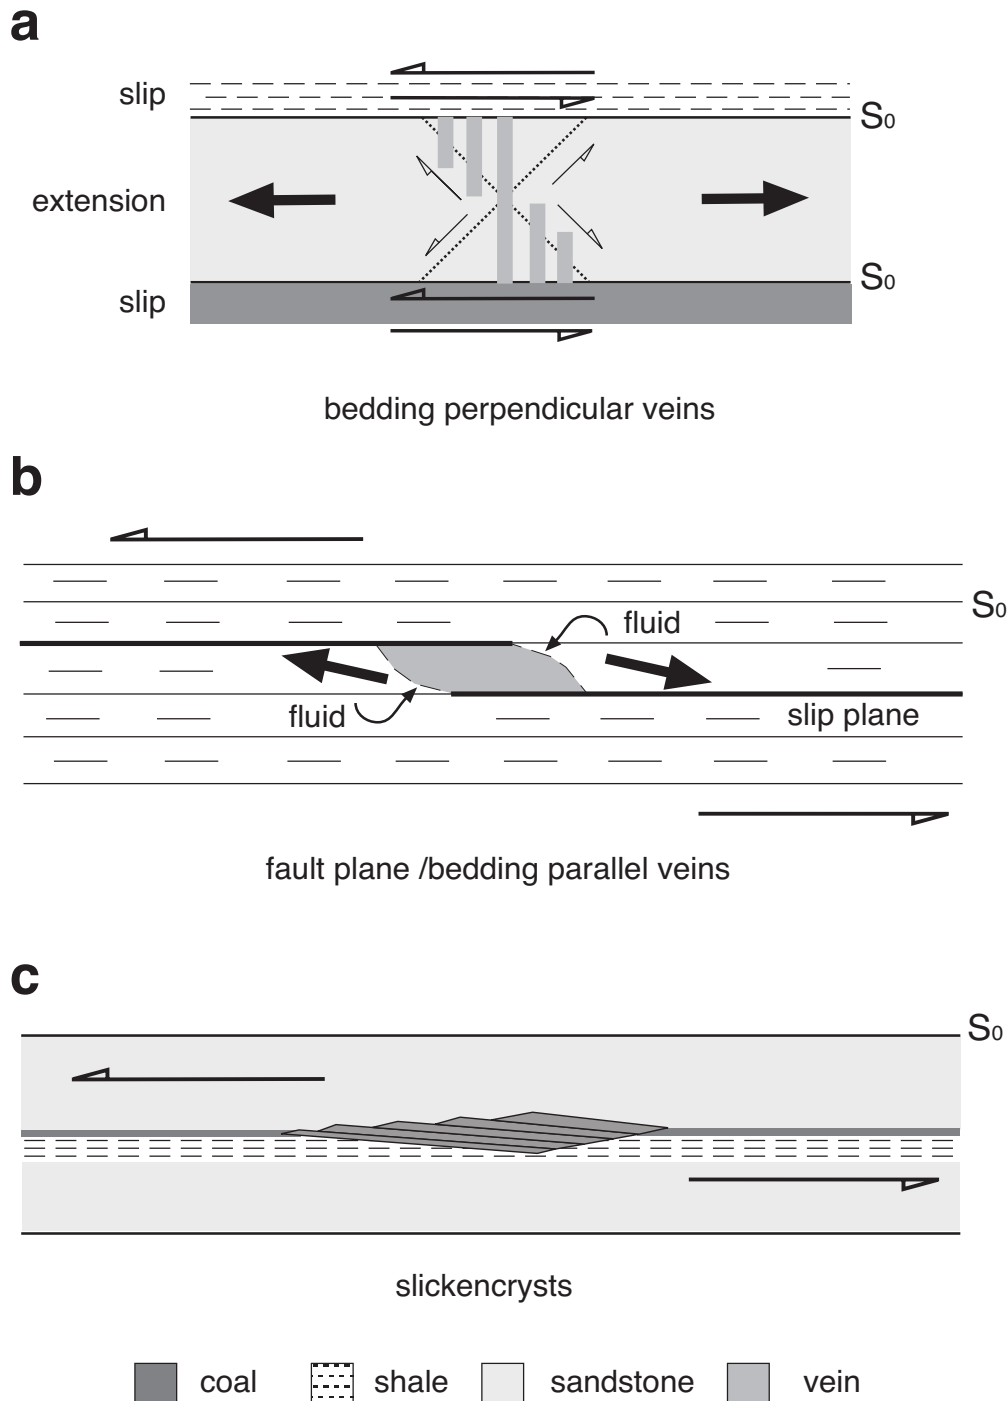 a
slip
S0
extension
S0
slip
bedding perpendicular veins
b
S0
fluid
fluid
slip plane
fault plane /bedding parallel veins
c
S0
slickencrysts
coal shale sandstone vein